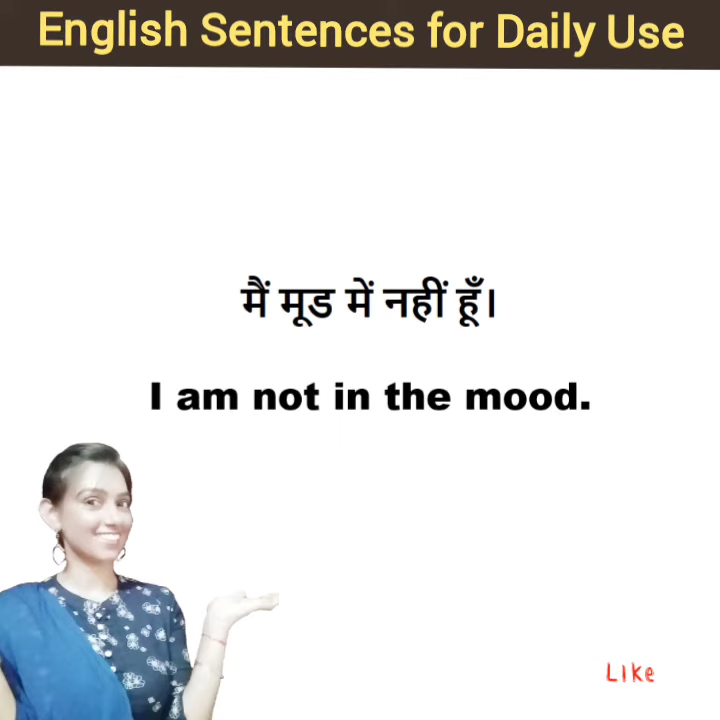 English Sentences for Daily Use
मैं मूड में नहीं हूँ।
I am not in the mood.
LIKe